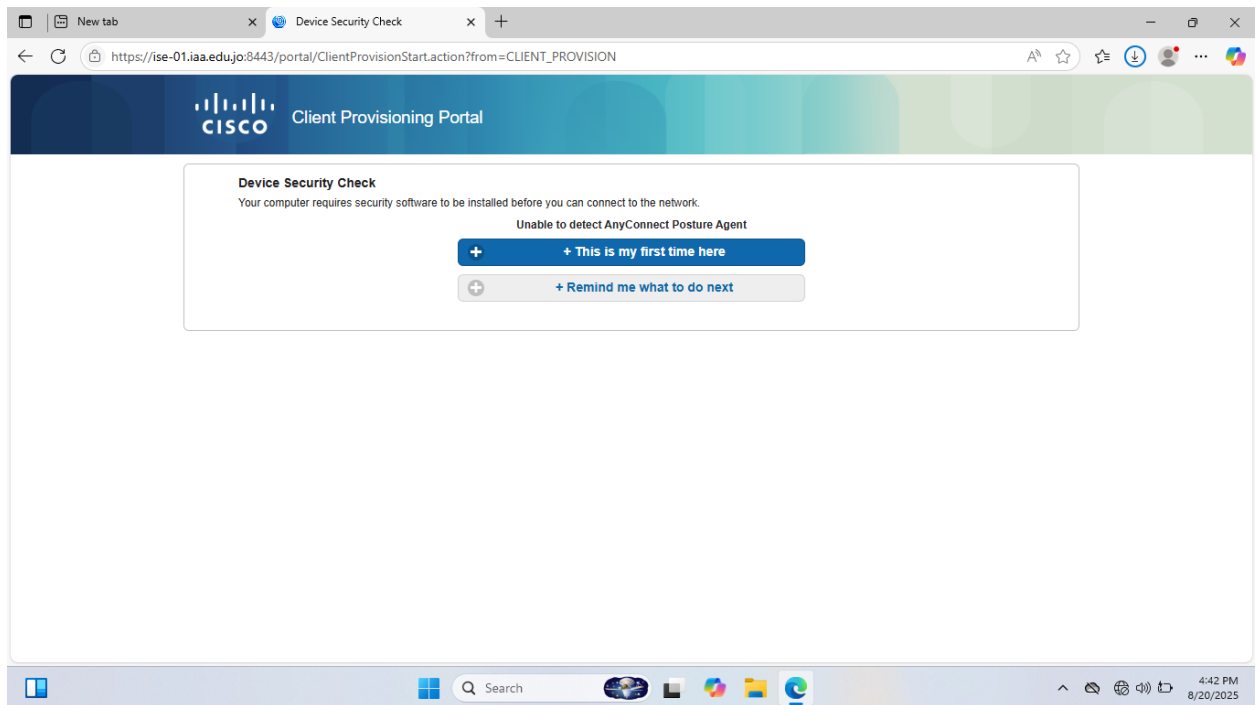 New tab
Device Security Check
https://ise-01.iaa.edu.jo:8443/portal/ClientProvisionStart.action?from=CLIENT_PROVISION
CISCO Client Provisioning Portal
Device Security Check
Your computer requires security software to be installed before you can connect to the network.
Unable to detect AnyConnect Posture Agent
+ This is my first time here
+ Remind me what to do next
Search
4:42 PM
8/20/2025